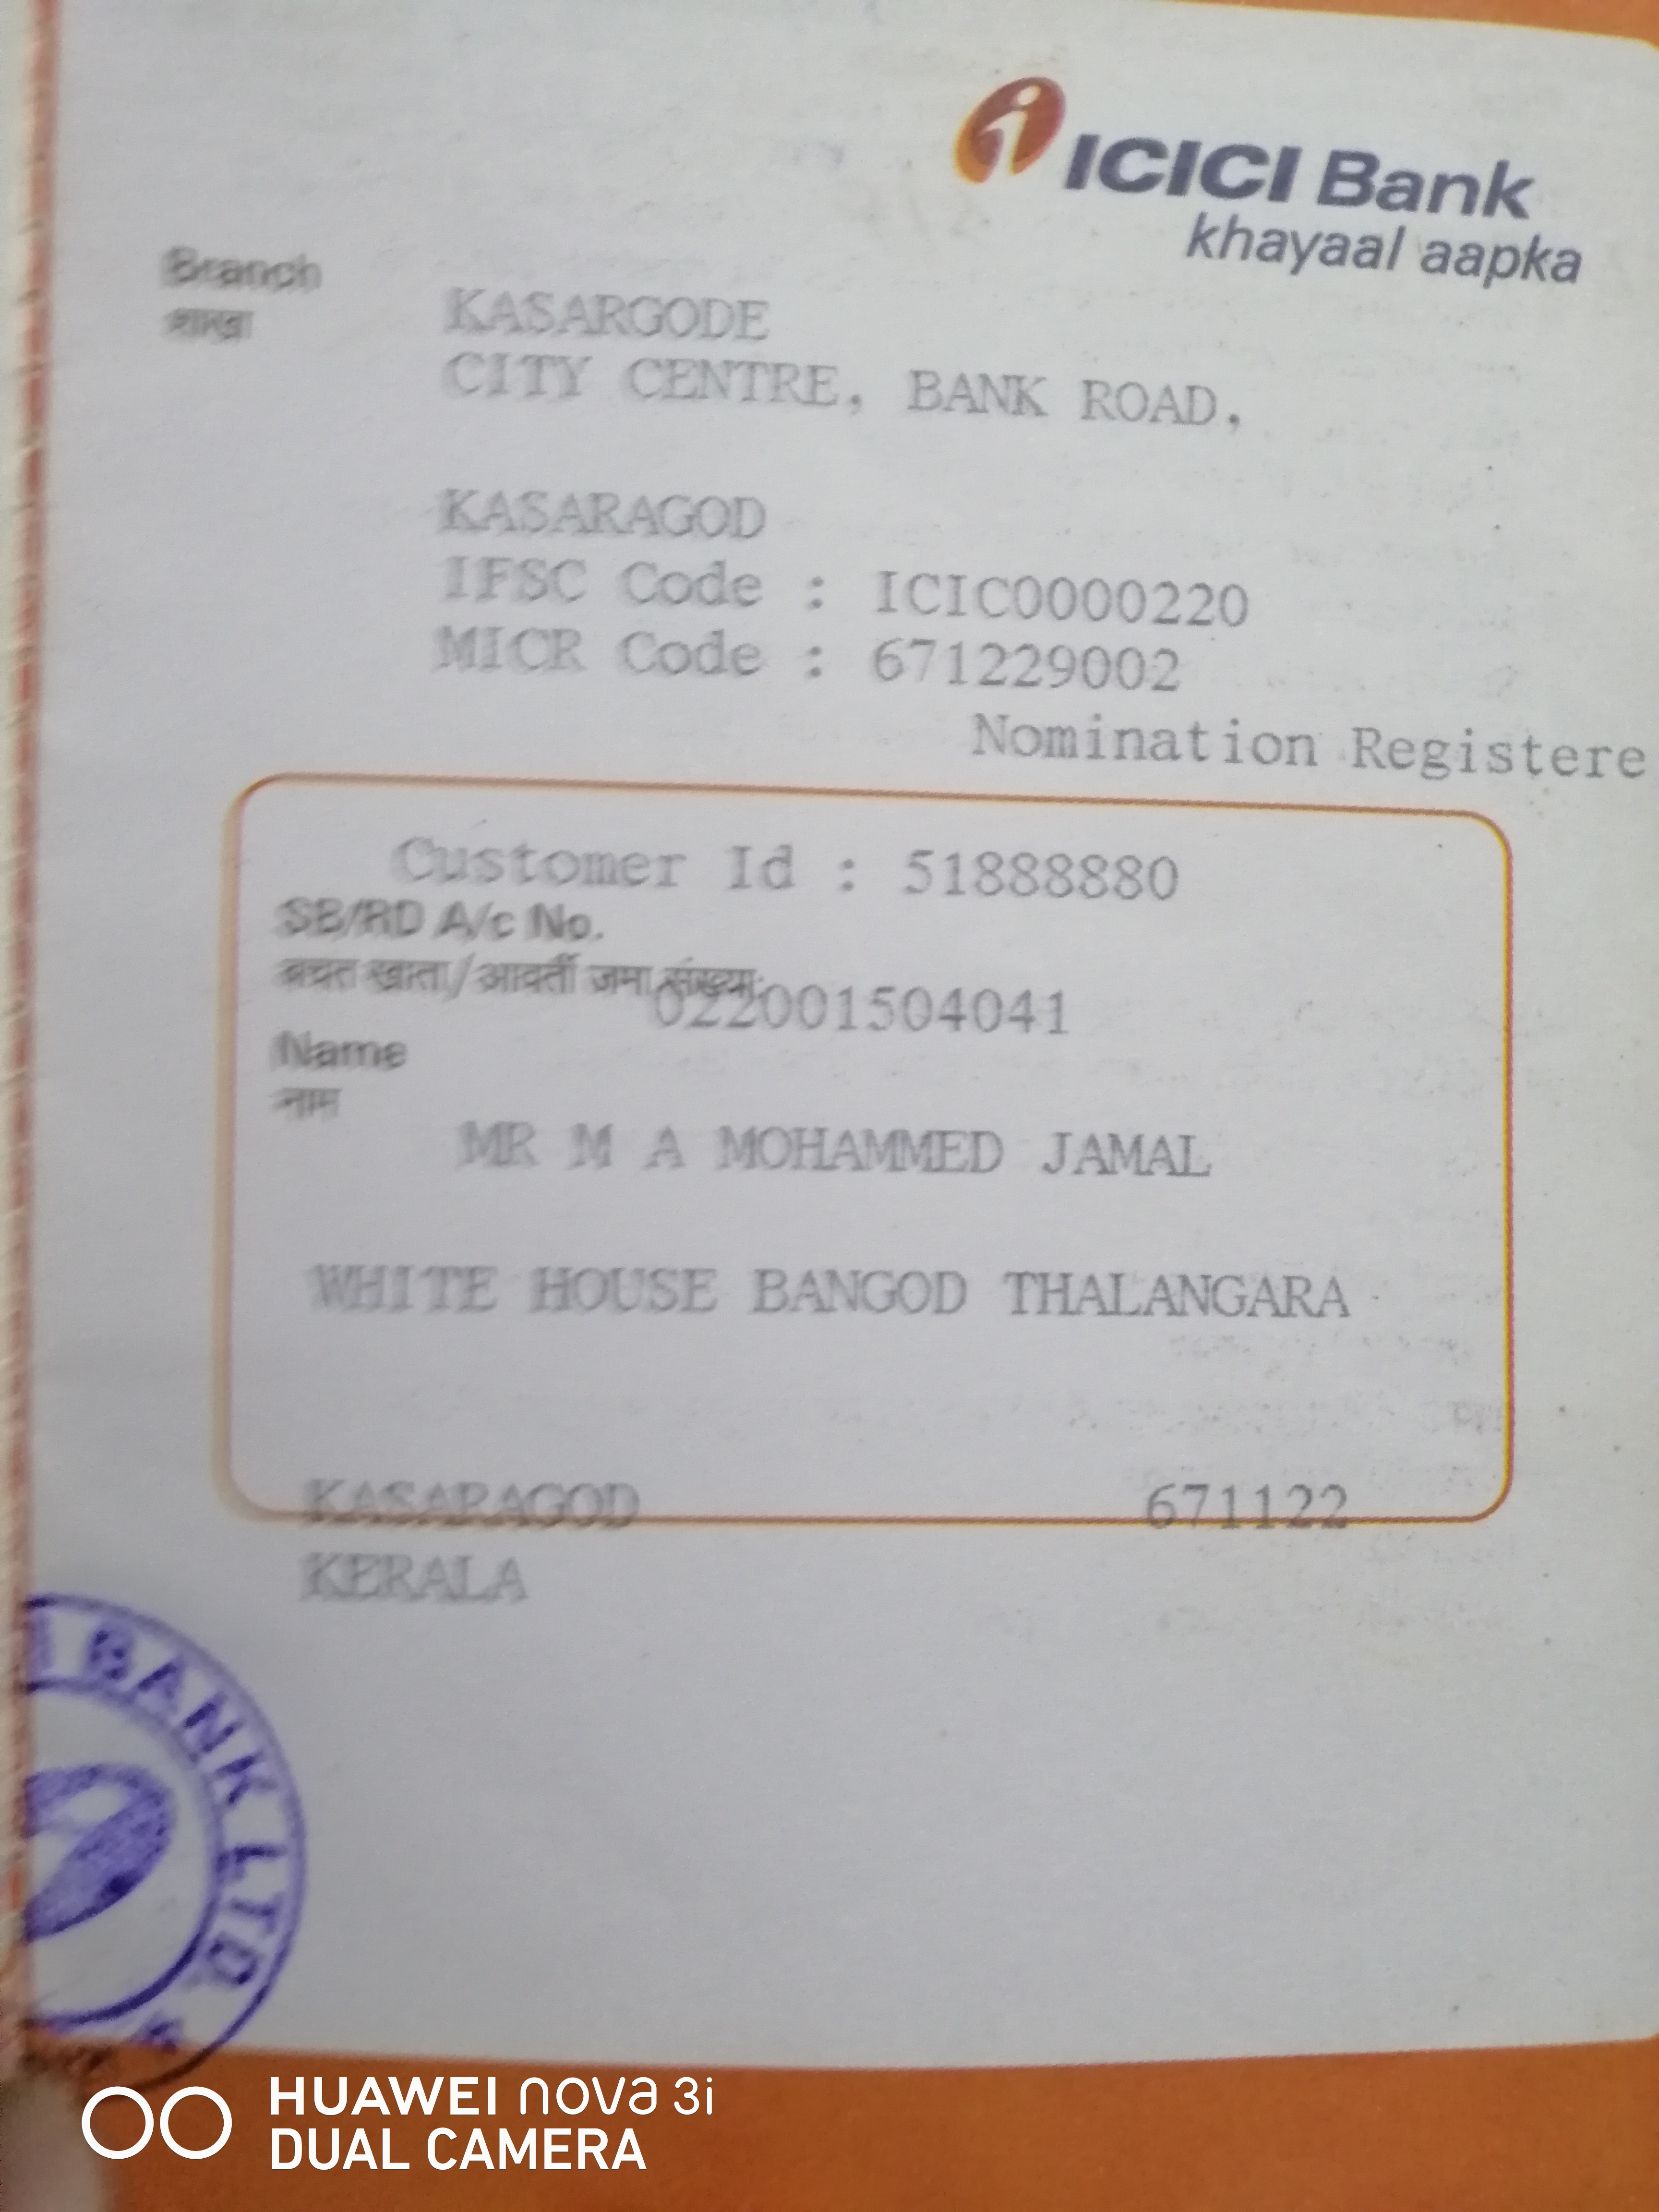 ICICI Bank
khayaal aapka
Branch
शाखा
KASARGODE
CITY CENTRE, BANK ROAD,
KASARAGOD
IFSC Code : ICIC0000220
MICR Code : 671229002
Nomination Registere
Customer Id : 51888880
SB/RD A/c No.
बचत खाता/आवर्ती जमा संख्या
022001504041
Name
नाम
MR M A MOHAMMED JAMAL
WHITE HOUSE BANGOD THALANGARA
KASARAGOD 671122
KERALA
BANK LTD
HUAWEI nova 3i
DUAL CAMERA